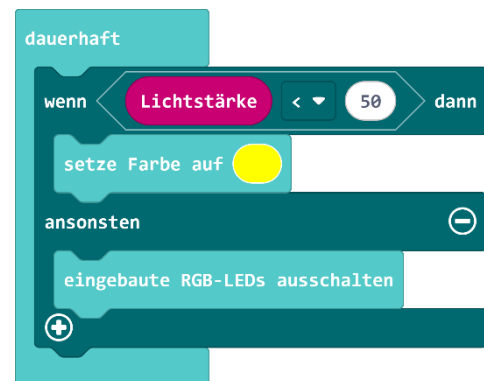 dauerhaft
wenn Lichtstärke < 50 dann
setze Farbe auf
ansonsten
eingebaute RGB-LEDs ausschalten